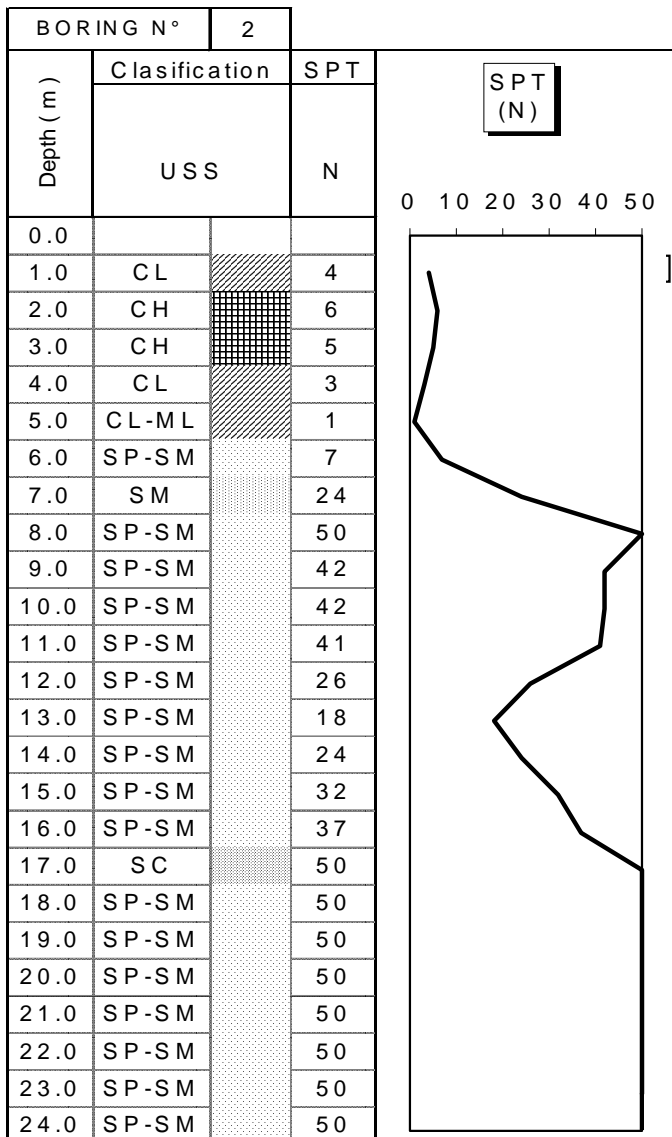 BORING N° 2
Depth (m) Clasification SPT
USS N
SPT
(N)
0 10 20 30 40 50
0.0
1.0 CL 4
2.0 CH 6
3.0 CH 5
4.0 CL 3
5.0 CL-ML 1
6.0 SP-SM 7
7.0 SM 24
8.0 SP-SM 50
9.0 SP-SM 42
10.0 SP-SM 42
11.0 SP-SM 41
12.0 SP-SM 26
13.0 SP-SM 18
14.0 SP-SM 24
15.0 SP-SM 32
16.0 SP-SM 37
17.0 SC 50
18.0 SP-SM 50
19.0 SP-SM 50
20.0 SP-SM 50
21.0 SP-SM 50
22.0 SP-SM 50
23.0 SP-SM 50
24.0 SP-SM 50
]